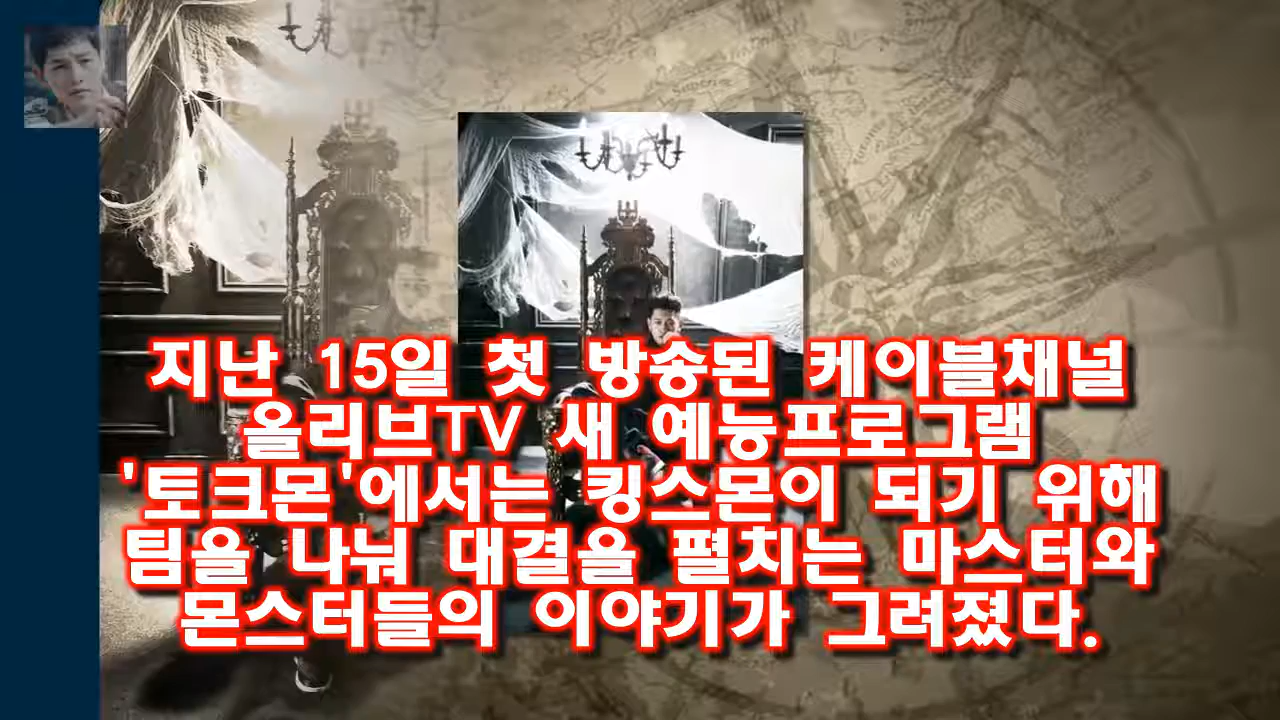 지난 15일 첫 방송된 케이블채널
올리브TV 새 예능프로그램
'토크몬'에서는 킹스몬이 되기 위해
팀을 나눠 대결을 펼치는 마스터와
몬스터들의 이야기가 그려졌다.